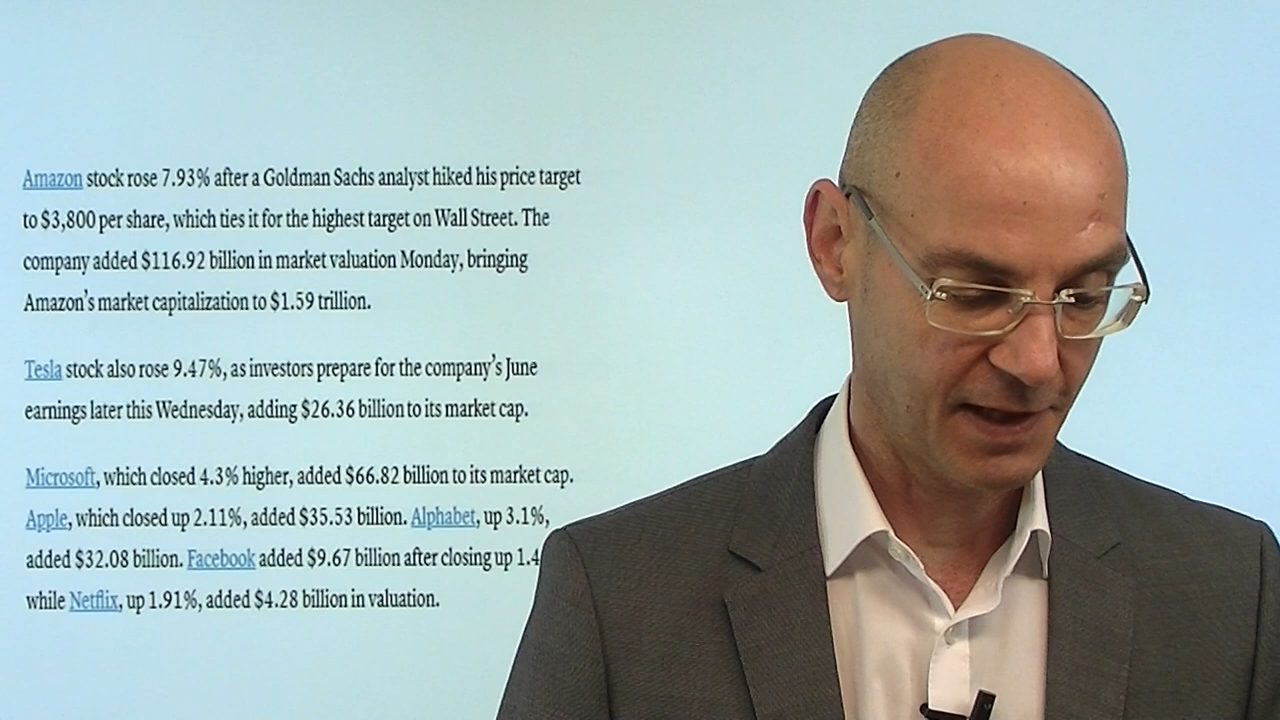 Amazon stock rose 7.93% after a Goldman Sachs analyst hiked his price target
to $3,800 per share, which ties it for the highest target on Wall Street. The
company added $116.92 billion in market valuation Monday, bringing
Amazon’s market capitalization to $1.59 trillion.
Tesla stock also rose 9.47%, as investors prepare for the company’s June
earnings later this Wednesday, adding $26.36 billion to its market cap.
Microsoft, which closed 4.3% higher, added $66.82 billion to its market cap.
Apple, which closed up 2.11%, added $35.53 billion. Alphabet, up 3.1%,
added $32.08 billion. Facebook added $9.67 billion after closing up
while Netflix, up 1.91%, added $4.28 billion in valuation.